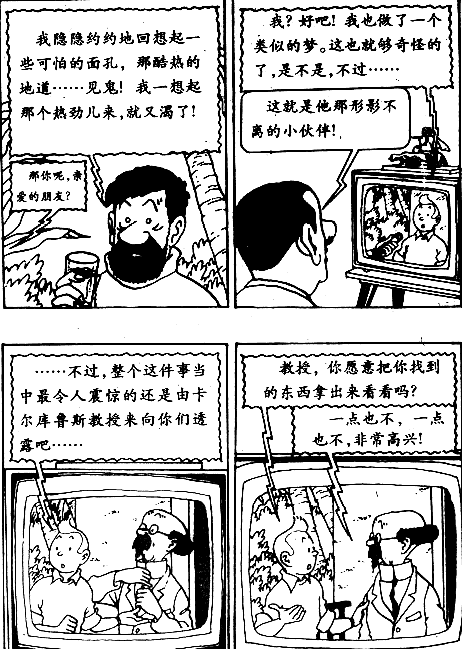 我隐隐约约地回想起一
些可怕的面孔，那酷热的
地道……见鬼！我一想起
那个热劲儿来，就又渴了！
那你呢，亲
爱的朋友？
我？好吧！我也做了一个
类似的梦。这也就够奇怪的
了，是不是，不过……
这就是他那形影不
离的小伙伴！
……不过，整个这件事当
中最令人震惊的还是由卡
尔库鲁斯教授来向你们透
露吧……
教授，你愿意把你找到
的东西拿出来看看吗？
一点也不，一点
也不，非常高兴！